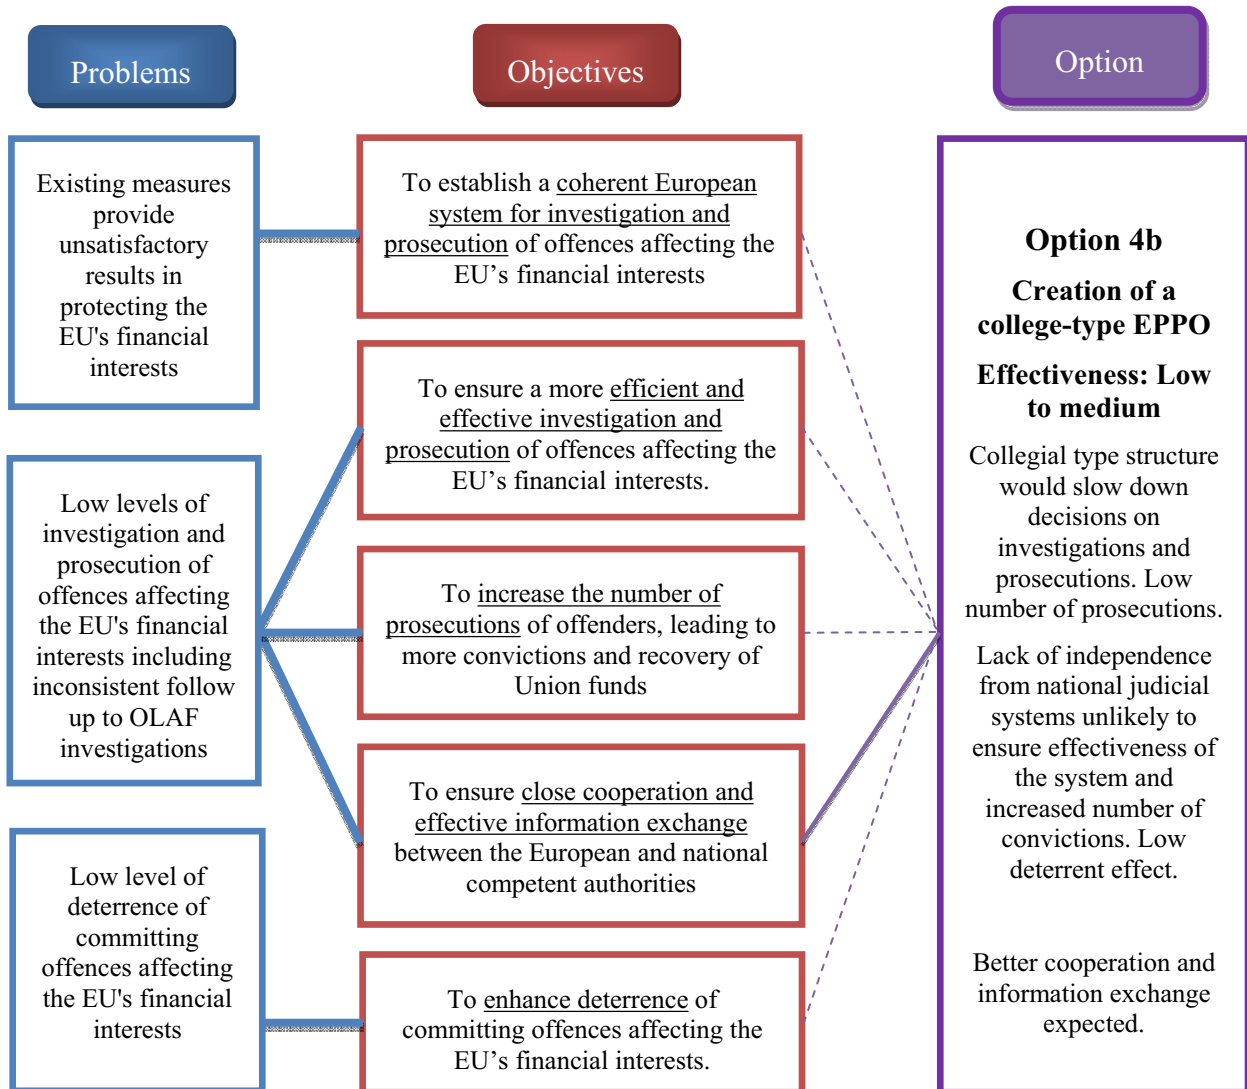 Problems
Objectives
Option
Existing measures
provide
unsatisfactory
results in
protecting the
EU's financial
interests
Low levels of
investigation and
prosecution of
offences affecting
the EU's financial
interests including
inconsistent follow
up to OLAF
investigations
Low level of
deterrence of
committing
offences affecting
the EU's financial
interests
To establish a coherent European
system for investigation and
prosecution of offences affecting the
EU’s financial interests
To ensure a more efficient and
effective investigation and
prosecution of offences affecting the
EU’s financial interests.
To increase the number of
prosecutions of offenders, leading to
more convictions and recovery of
Union funds
To ensure close cooperation and
effective information exchange
between the European and national
competent authorities
To enhance deterrence of
committing offences affecting the
EU’s financial interests.
Option 4b
Creation of a
college-type EPPO
Effectiveness: Low
to medium
Collegial type structure
would slow down
decisions on
investigations and
prosecutions. Low
number of prosecutions.
Lack of independence
from national judicial
systems unlikely to
ensure effectiveness of
the system and
increased number of
convictions. Low
deterrent effect.
Better cooperation and
information exchange
expected.